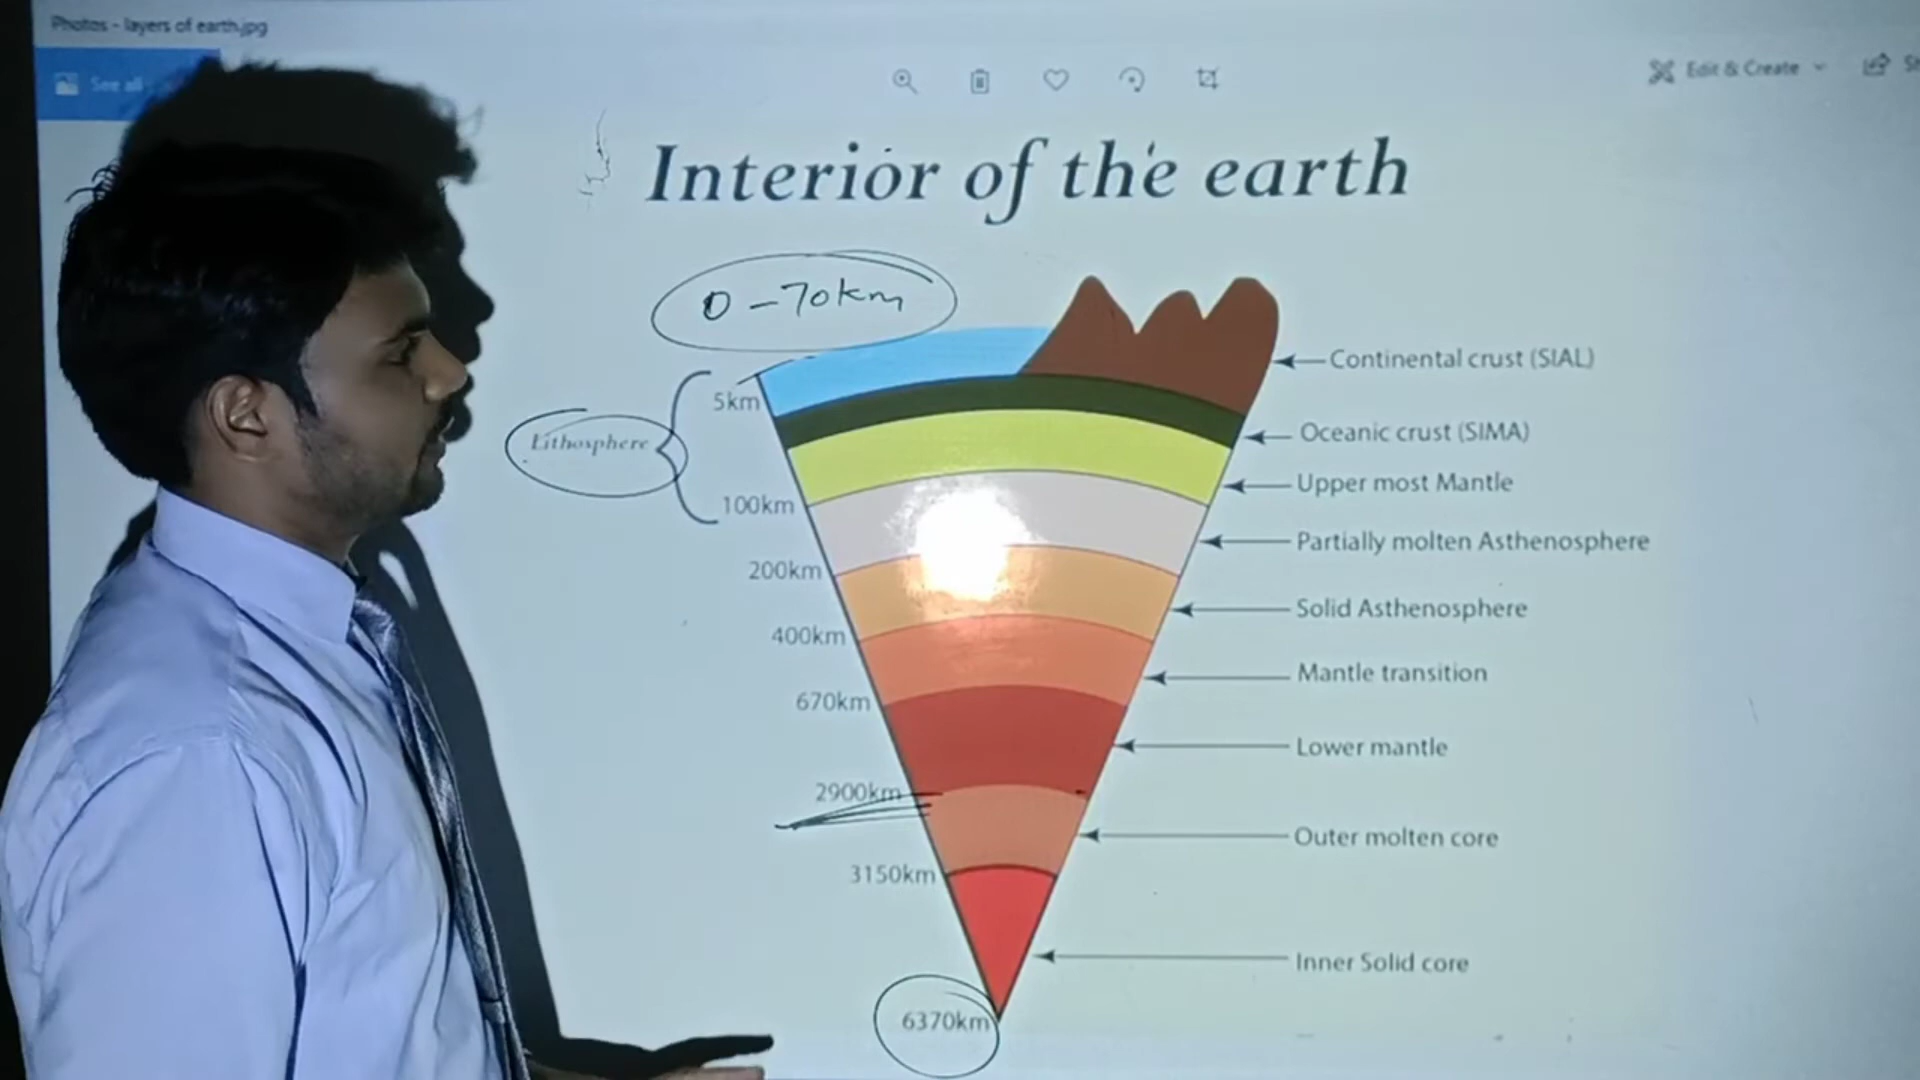 Photos - layers of earth.jpg
See all
Edit & Create
Interior of the earth
0 - 70km
Continental crust (SIAL)
5km
Oceanic crust (SIMA)
Lithosphere
Upper most Mantle
100km
Partially molten Asthenosphere
200km
Solid Asthenosphere
400km
Mantle transition
670km
Lower mantle
2900km
Outer molten core
3150km
Inner Solid core
6370km